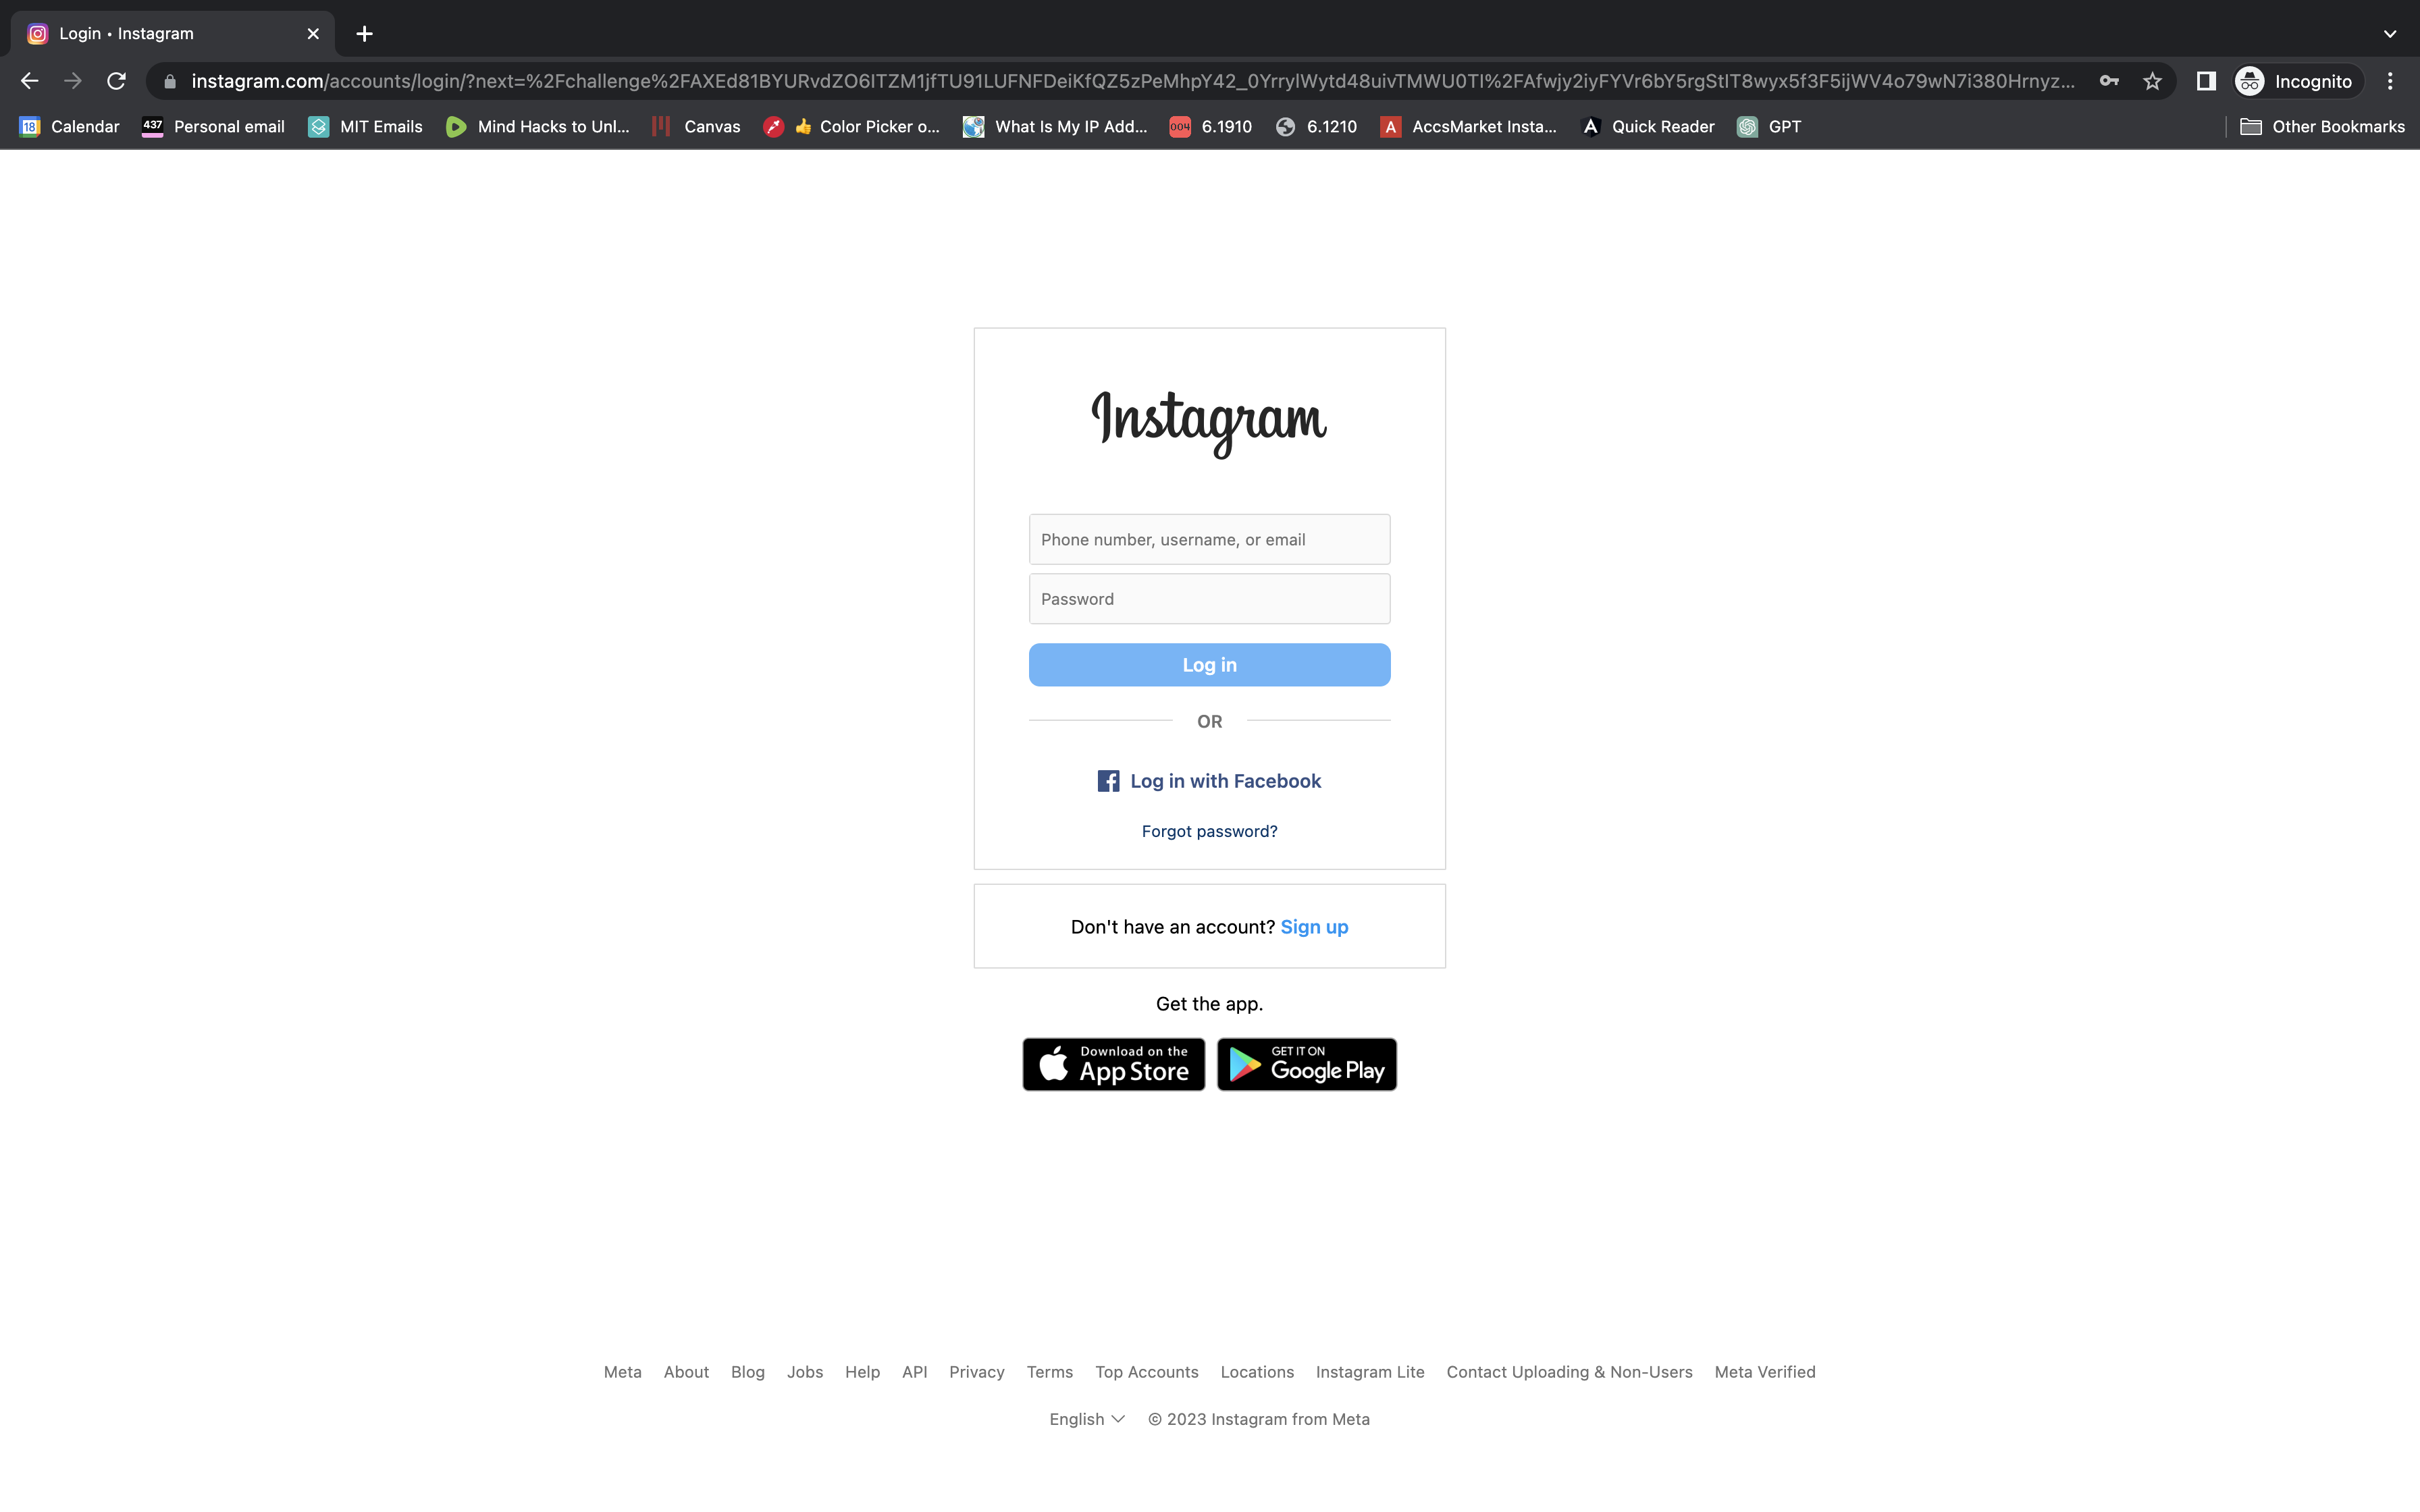 Login • Instagram
instagram.com/accounts/login/?next=%2Fchallenge%2FAXEd81BYURvdZO6ITZM1jfTU91LUFNFDeiKfQZ5zPeMhpY42_0YrrylWytd48uivTMWU0TI%2FAfwjy2iyFYVr6bY5rgStIT8wyx5f3F5ijWV4o79wN7i380Hrnyz...
Incognito
18 Calendar 437 Personal email MIT Emails Mind Hacks to Unl... Canvas 👍 Color Picker o... What Is My IP Add... 004 6.1910 6.1210 A AccsMarket Insta... A Quick Reader GPT Other Bookmarks
Instagram
Phone number, username, or email
Password
Log in
OR
Log in with Facebook
Forgot password?
Don't have an account? Sign up
Get the app.
Download on the
App Store
GET IT ON
Google Play
Meta About Blog Jobs Help API Privacy Terms Top Accounts Locations Instagram Lite Contact Uploading & Non-Users Meta Verified
English © 2023 Instagram from Meta